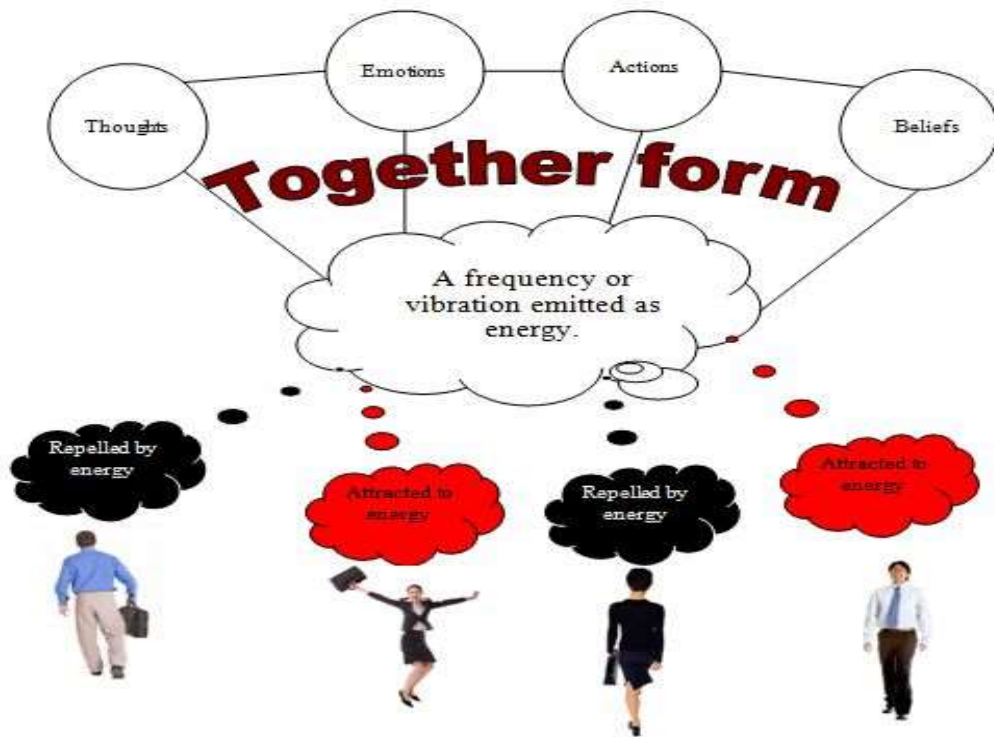 Thoughts
Emotions
Actions
Beliefs
Together form
A frequency or
vibration emitted as
energy.
Repelled by
energy
Attracted to
energy
Repelled by
energy
Attracted to
energy